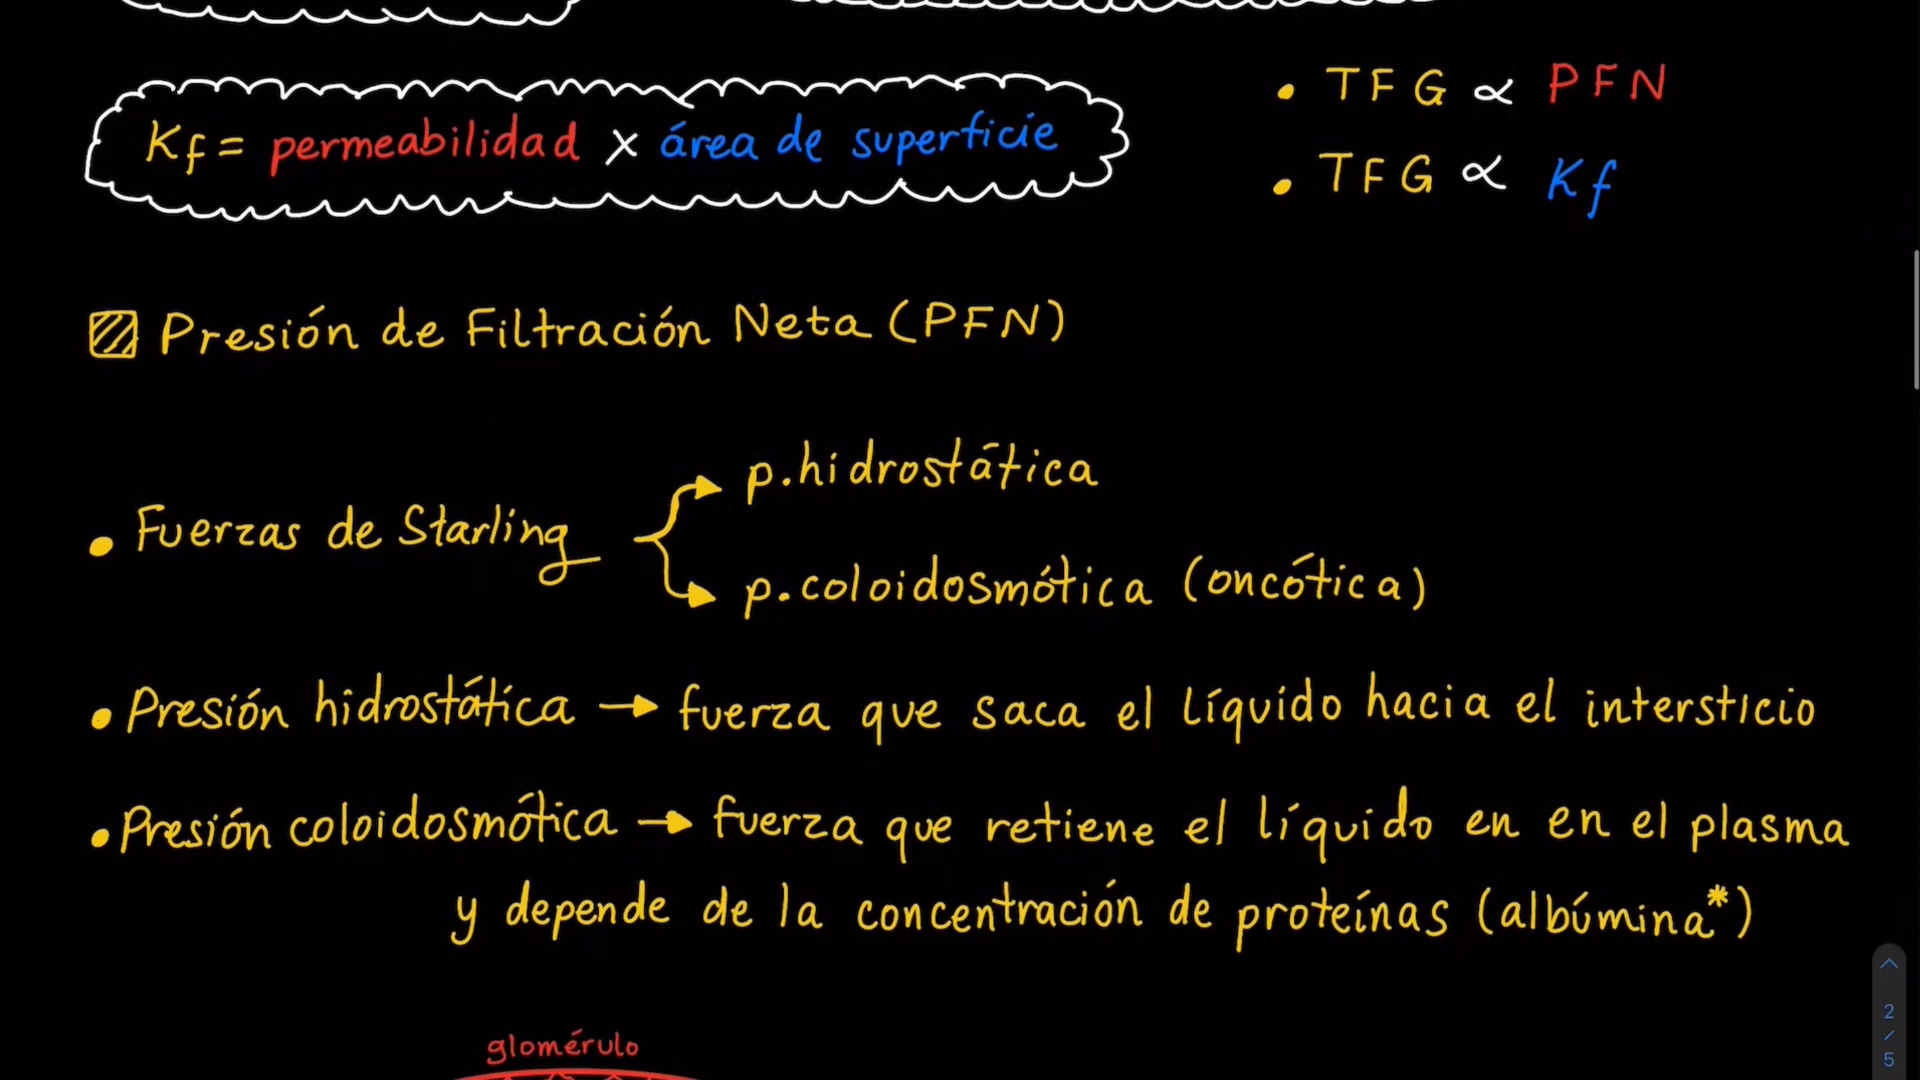 Kf = permeabilidad x área de superficie
• TFG ∝ PFN
• TFG ∝ Kf
Presión de Filtración Neta (PFN)
• Fuerzas de Starling
p.hidrostática
p.coloidosmótica (oncótica)
• Presión hidrostática → fuerza que saca el líquido hacia el intersticio
• Presión coloidosmótica → fuerza que retiene el líquido en en el plasma
y depende de la concentración de proteínas (albúmina*)
glomérulo
2
/
5